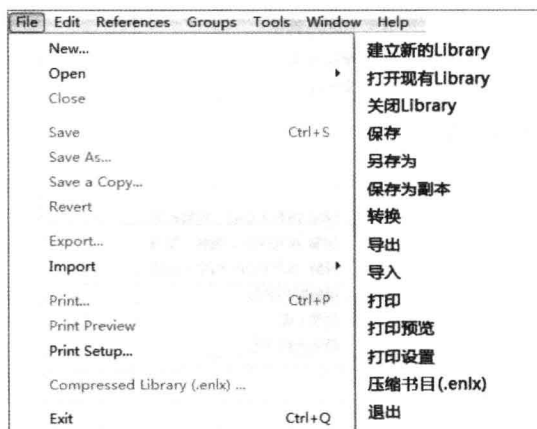 File Edit References Groups Tools Window Help
New... 建立新的Library
Open 打开现有Library
Close 关闭Library
Save Ctrl+S 保存
Save As... 另存为
Save a Copy... 保存为副本
Revert 转换
Export... 导出
Import 导入
Print... Ctrl+P 打印
Print Preview 打印预览
Print Setup... 打印设置
Compressed Library (.enlx) ... 压缩书目(.enlx)
Exit Ctrl+Q 退出